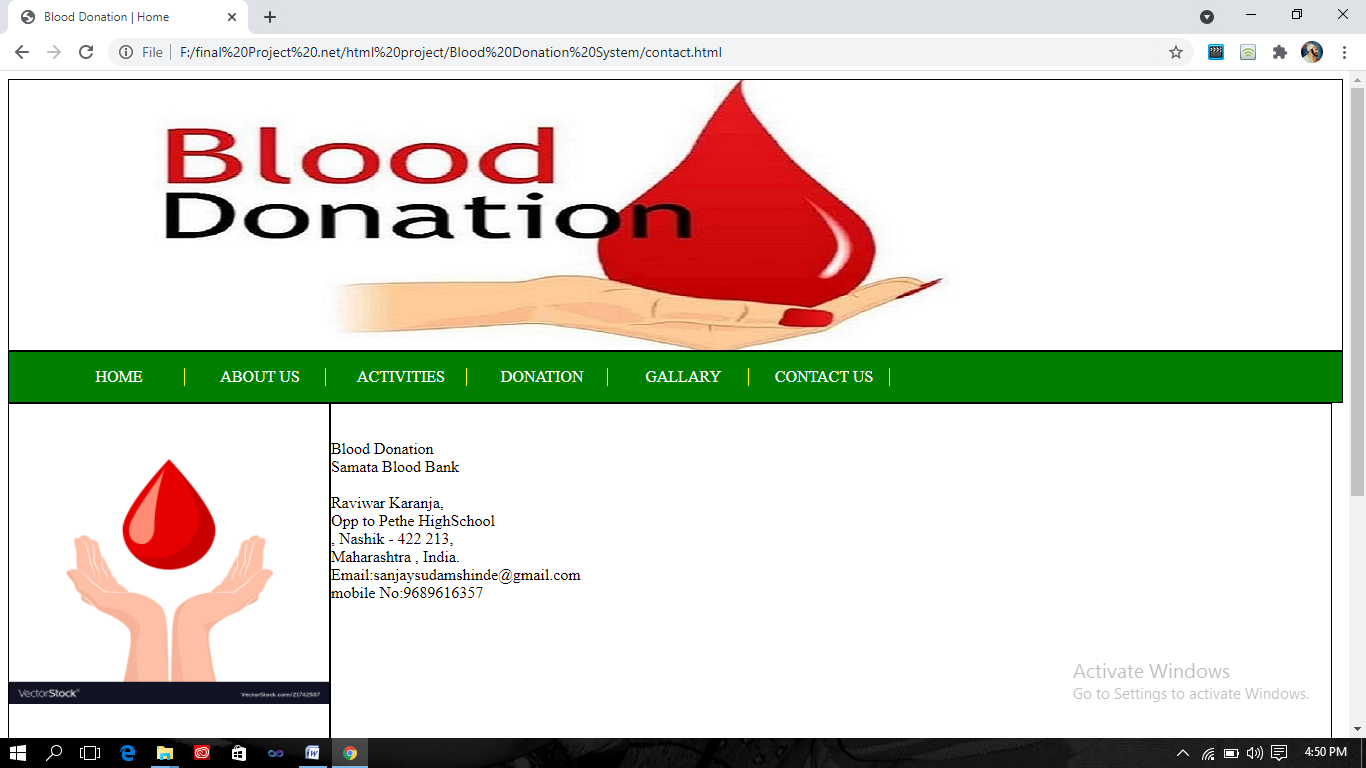 Blood Donation | Home
File
F:/final%20Project%20.net/html%20project/Blood%20Donation%20System/contact.html
Blood
Donation
HOME ABOUT US ACTIVITIES DONATION GALLARY CONTACT US
Blood Donation
Samata Blood Bank
Raviwar Karanja,
Opp to Pethe HighSchool
, Nashik - 422 213,
Maharashtra , India.
Email:sanjaysudamshinde@gmail.com
mobile No:9689616357
VectorStock®
VectorStock.com/21742507
Activate Windows
Go to Settings to activate Windows.
4:50 PM